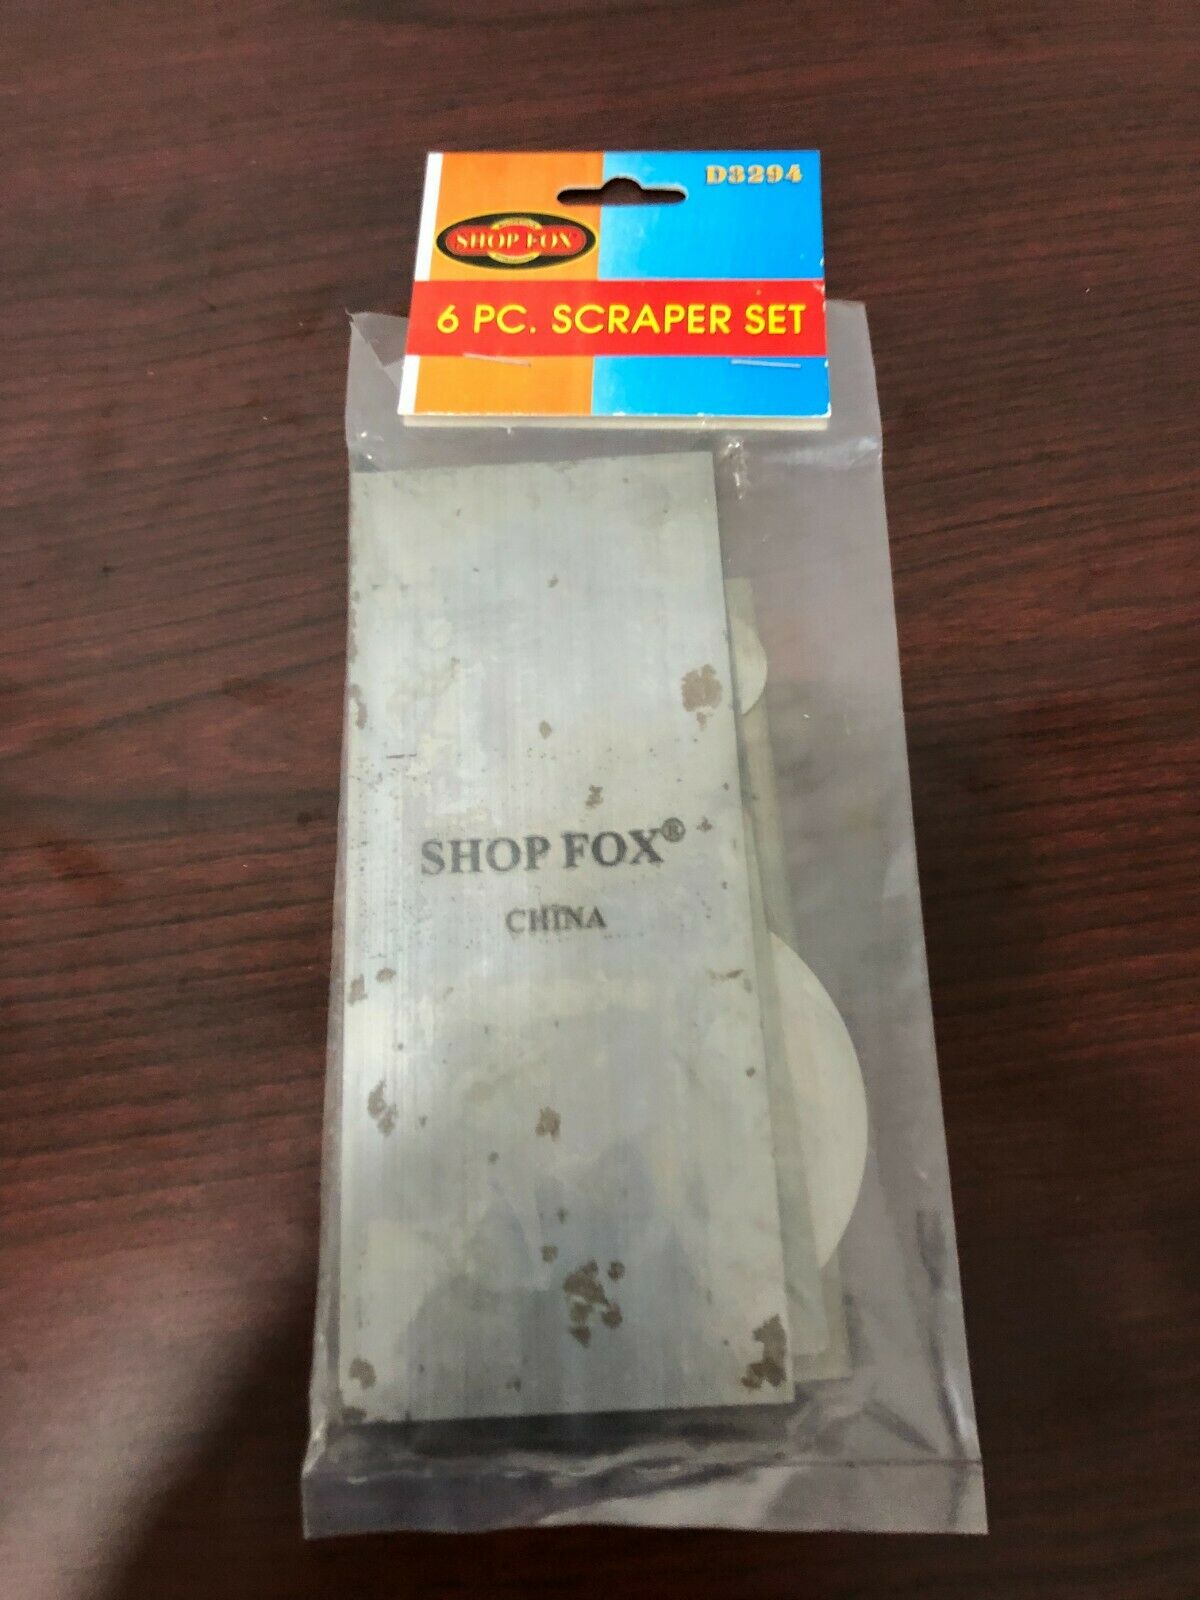 D3294
SHOP FOX
6 PC. SCRAPER SET
SHOP FOX®
CHINA